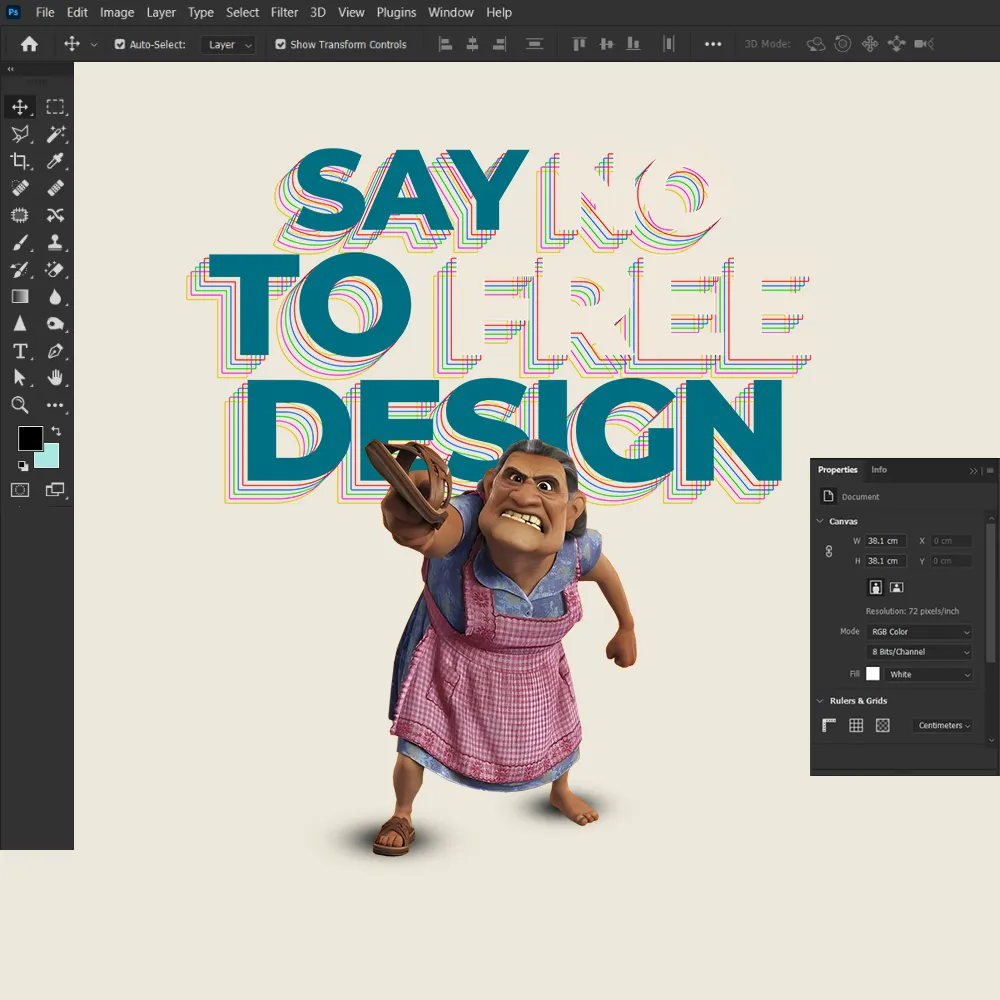 Ps File Edit Image Layer Type Select Filter 3D View Plugins Window Help
Auto-Select: Layer Show Transform Controls 3D Mode:
SAY NO
TO FREE
DESIGN
Properties Info
Document
Canvas
W 38.1 cm X 0 cm
H 38.1 cm Y 0 cm
Resolution: 72 pixels/inch
Mode RGB Color
8 Bits/Channel
Fill White
Rulers & Grids
Centimeters